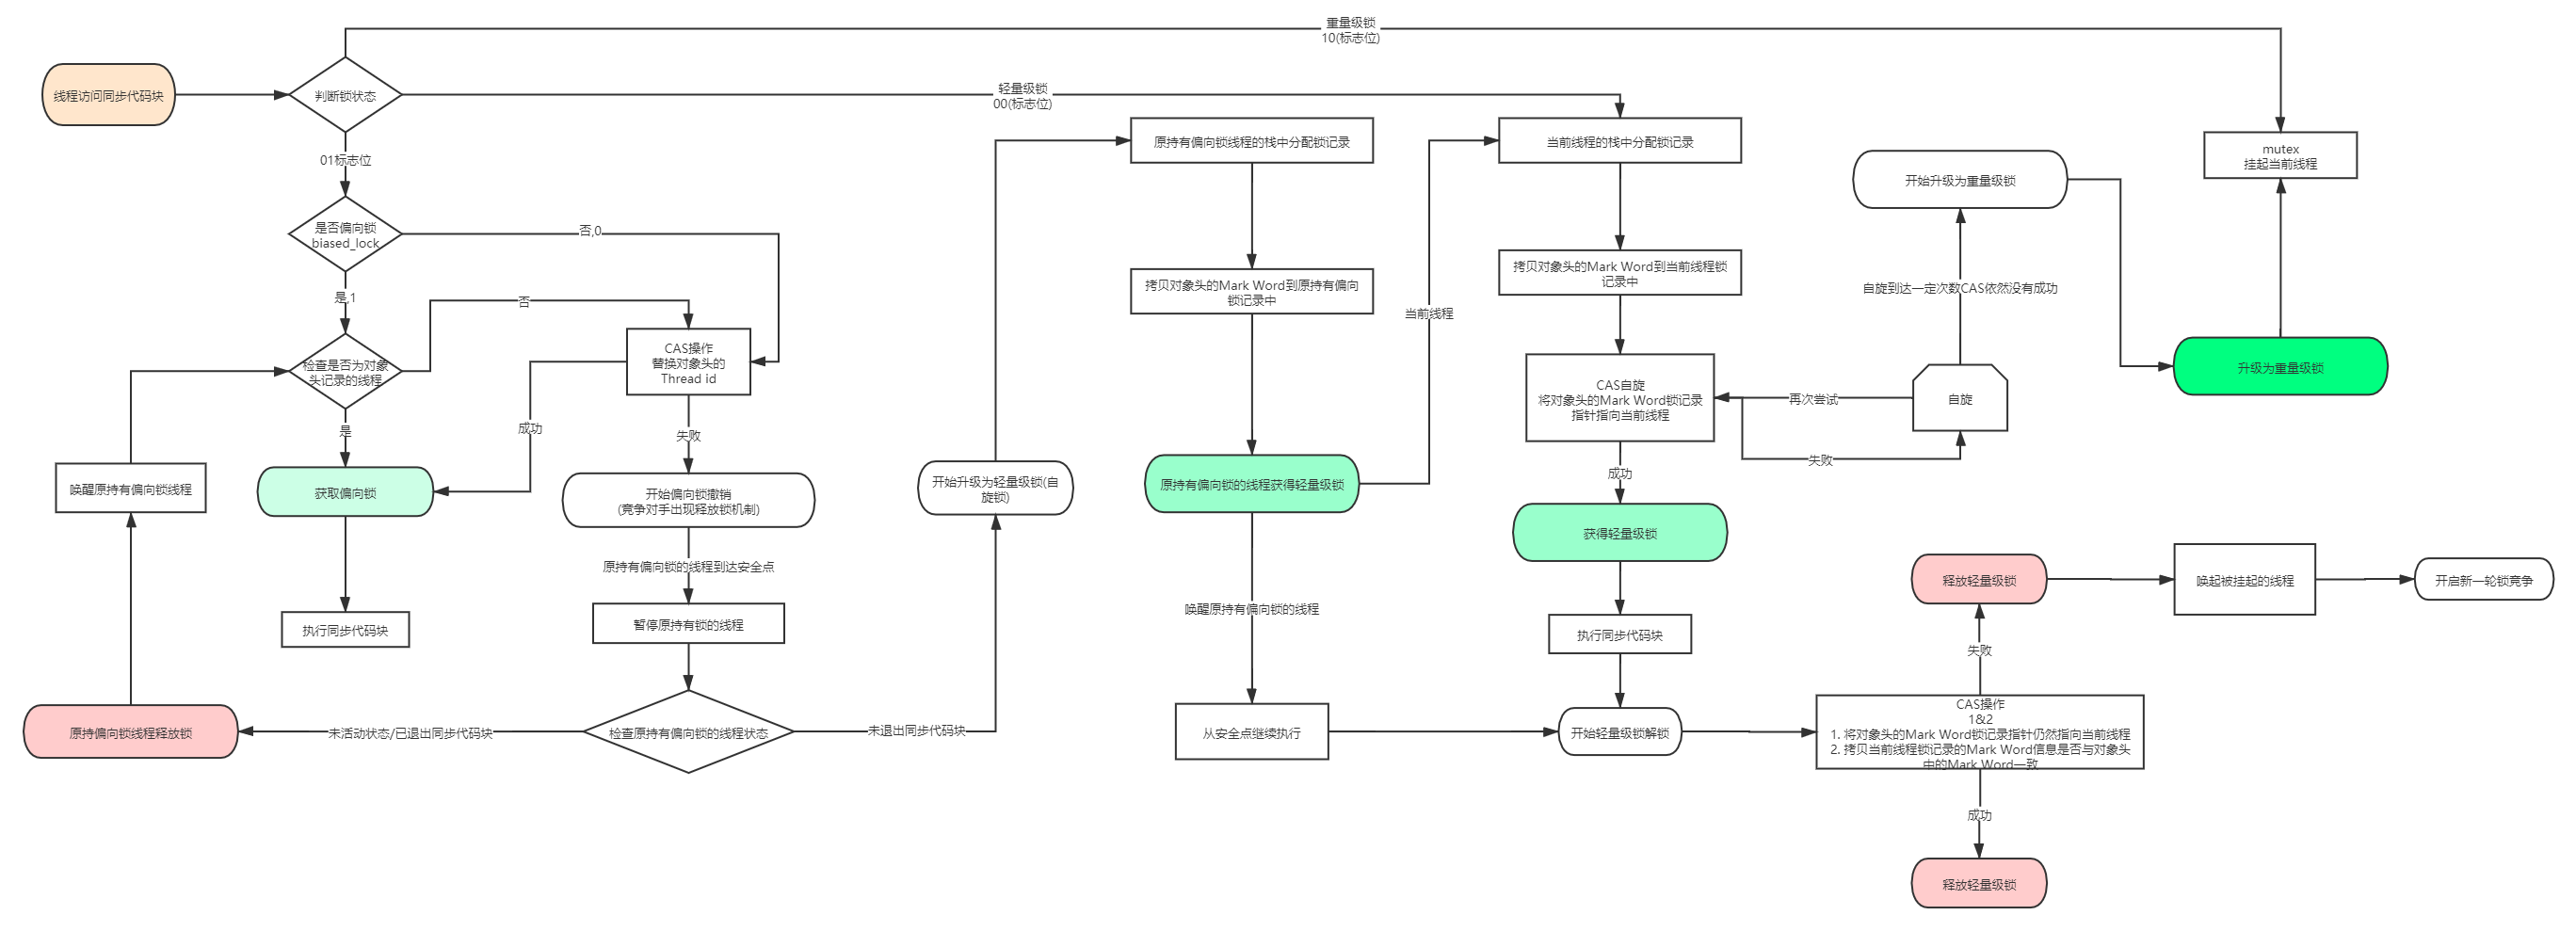 重量级锁
10(标志位)
线程访问同步代码块
判断锁状态
轻量级锁
00(标志位)
01标志位
原持有偏向锁线程的栈中分配锁记录
当前线程的栈中分配锁记录
mutex
挂起当前线程
开始升级为重量级锁
是否偏向锁
biased_lock
否,0
拷贝对象头的Mark Word到原持有偏向
锁记录中
拷贝对象头的Mark Word到当前线程锁
记录中
自旋到达一定次数CAS依然没有成功
是,1
否
当前线程
检查是否为对象
头记录的线程
CAS操作
替换对象头的
Thread id
CAS自旋
将对象头的Mark Word锁记录
指针指向当前线程
再次尝试
自旋
升级为重量级锁
是
成功
失败
失败
成功
唤醒原持有偏向锁线程
获取偏向锁
开始偏向锁撤销
(竞争对手出现释放锁机制)
开始升级为轻量级锁(自
旋锁)
原持有偏向锁的线程获得轻量级锁
获得轻量级锁
原持有偏向锁的线程到达安全点
唤醒原持有偏向锁的线程
释放轻量级锁
唤起被挂起的线程
开启新一轮锁竞争
执行同步代码块
暂停原持有锁的线程
执行同步代码块
失败
原持偏向锁线程释放锁
未活动状态/已退出同步代码块
检查原持有偏向锁的线程状态
未退出同步代码块
从安全点继续执行
开始轻量级锁解锁
CAS操作
1&2
1. 将对象头的Mark Word锁记录指针仍然指向当前线程
2. 拷贝当前线程锁记录的Mark Word信息是否与对象头
中的Mark Word一致
成功
释放轻量级锁